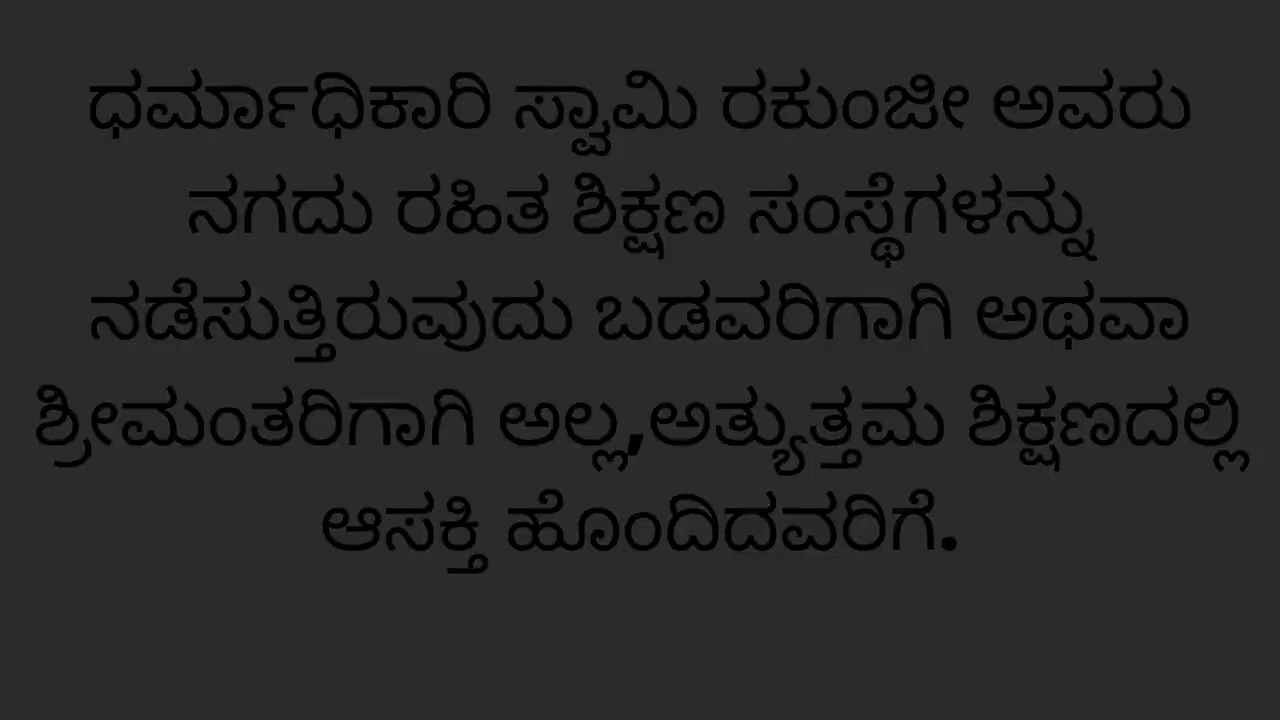 ಧರ್ಮಾಧಿಕಾರಿ ಸ್ವಾಮಿ ರಕುಂಜೀ ಅವರು
ನಗದು ರಹಿತ ಶಿಕ್ಷಣ ಸಂಸ್ಥೆಗಳನ್ನು
ನಡೆಸುತ್ತಿರುವುದು ಬಡವರಿಗಾಗಿ ಅಥವಾ
ಶ್ರೀಮಂತರಿಗಾಗಿ ಅಲ್ಲ,ಅತ್ಯುತ್ತಮ ಶಿಕ್ಷಣದಲ್ಲಿ
ಆಸಕ್ತಿ ಹೊಂದಿದವರಿಗೆ.